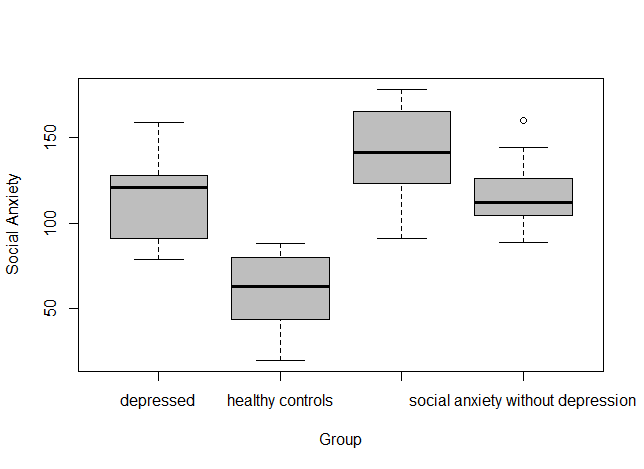 Social Anxiety
150
100
50
depressed healthy controls social anxiety without depression
Group